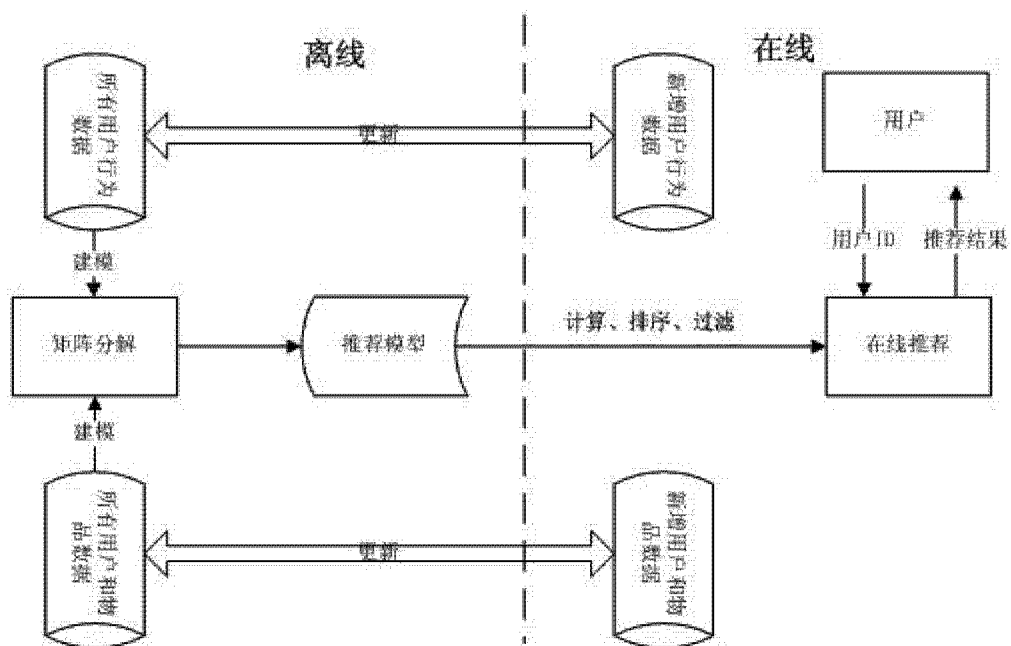 离线
在线
所有用户行为
数据
更新
新增用户行为
数据
用户
建模
用户ID
推荐结果
矩阵分解
推荐模型
计算、排序、过滤
在线推荐
建模
所有用户和物
品数据
更新
新增用户和物
品数据